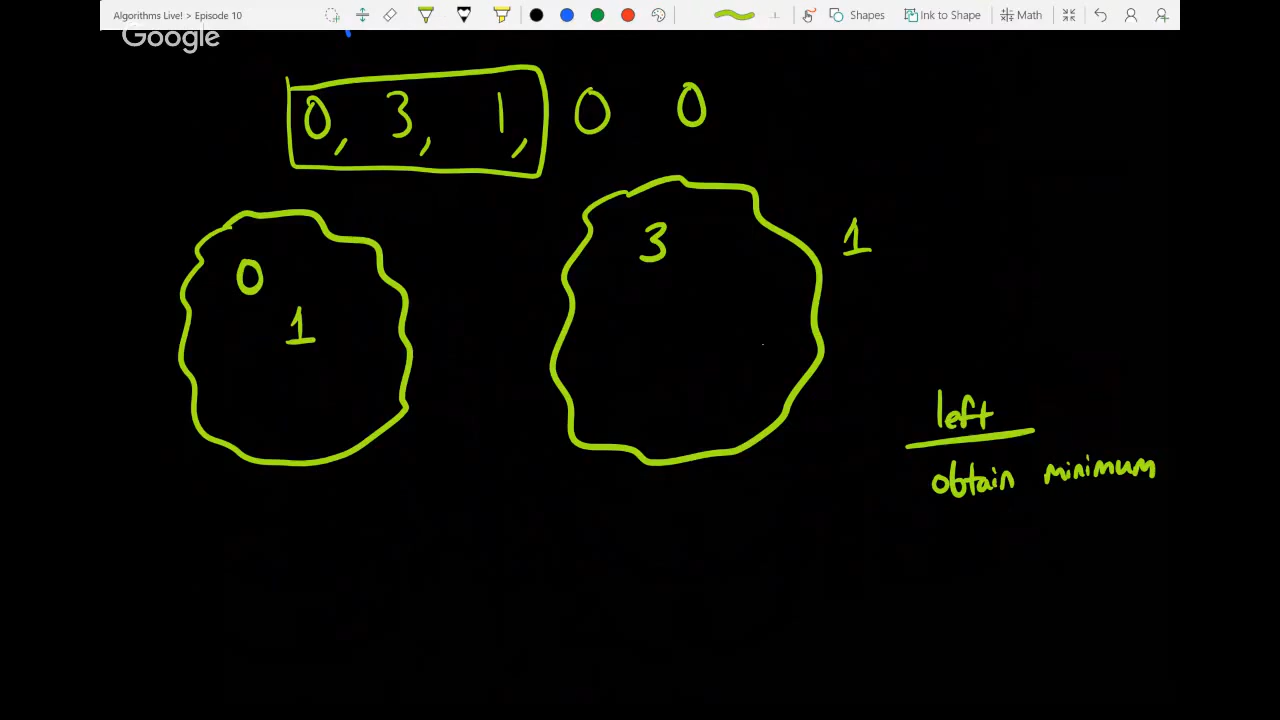 Algorithms Live! > Episode 10
Shapes
Ink to Shape
Math
Google
0, 3, 1, 0 0
0
1
3
1
left
obtain minimum